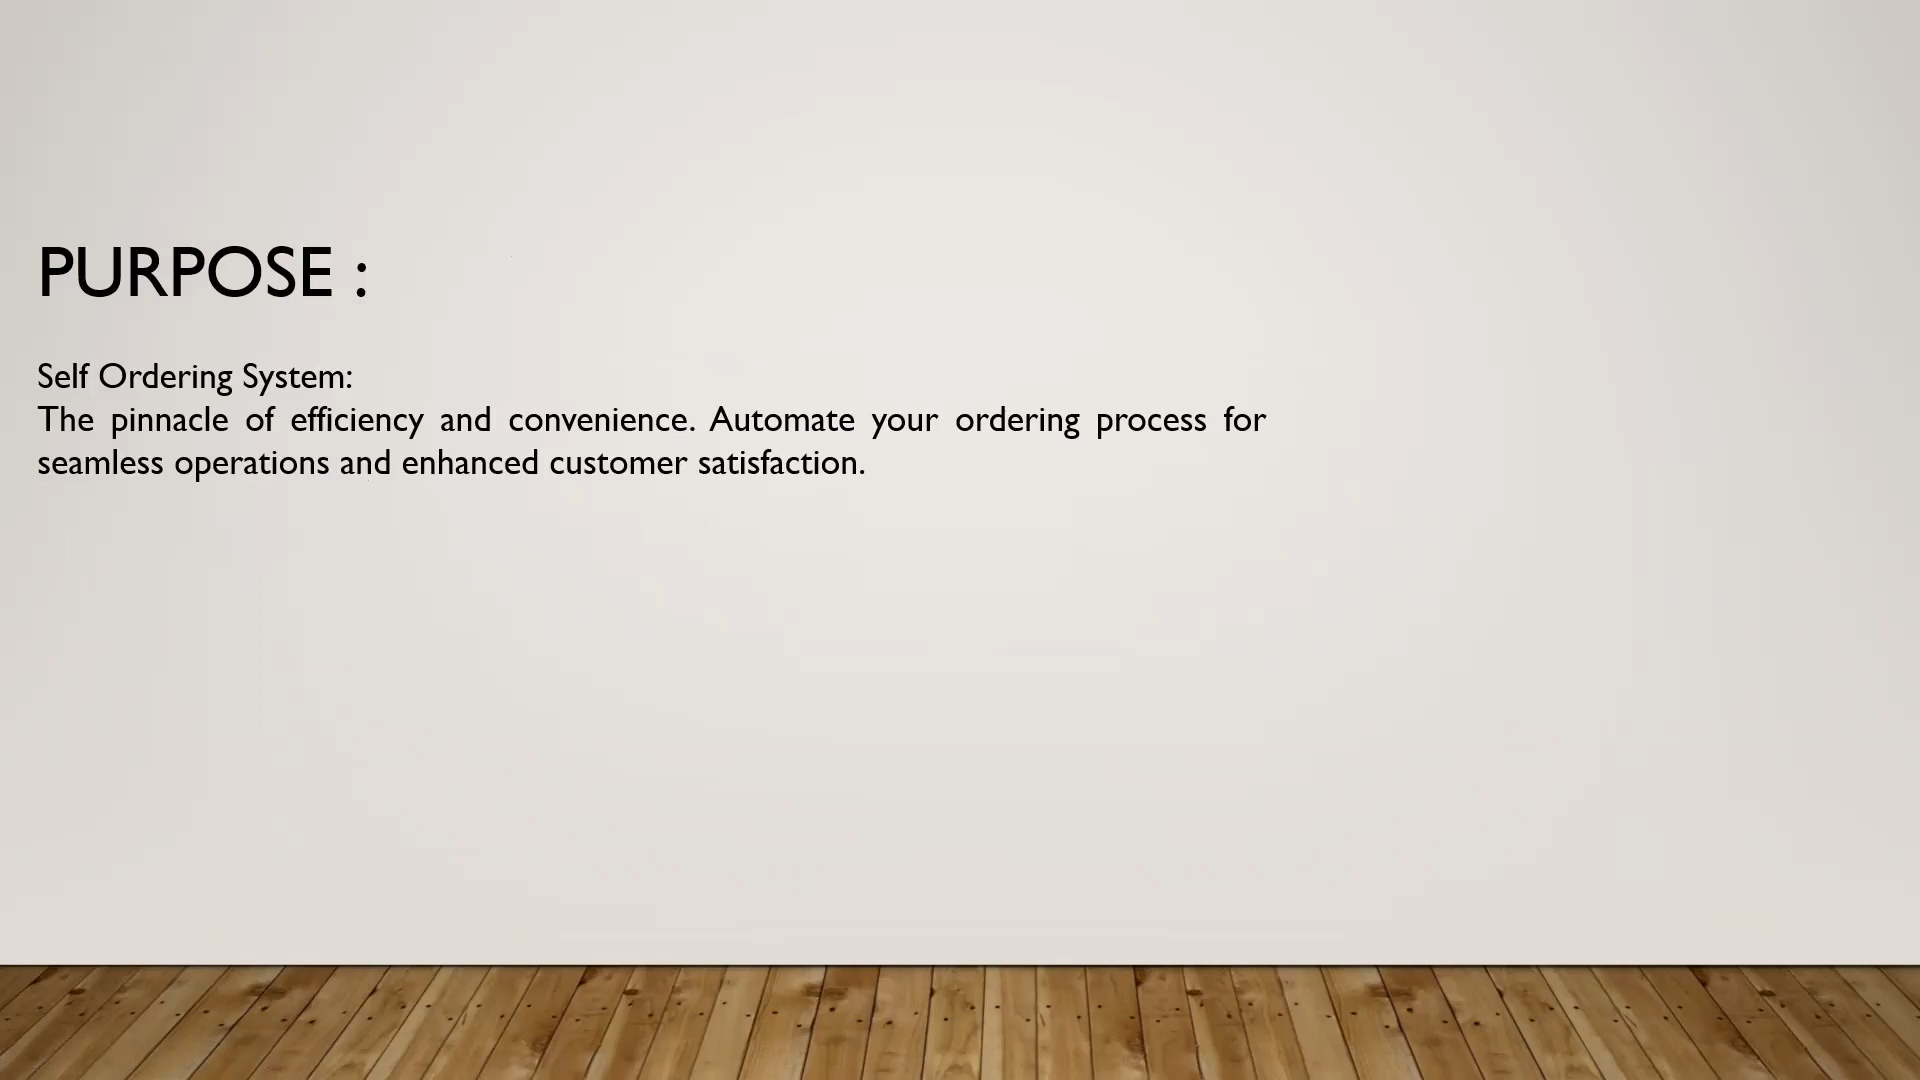 PURPOSE :
Self Ordering System:
The pinnacle of efficiency and convenience. Automate your ordering process for
seamless operations and enhanced customer satisfaction.